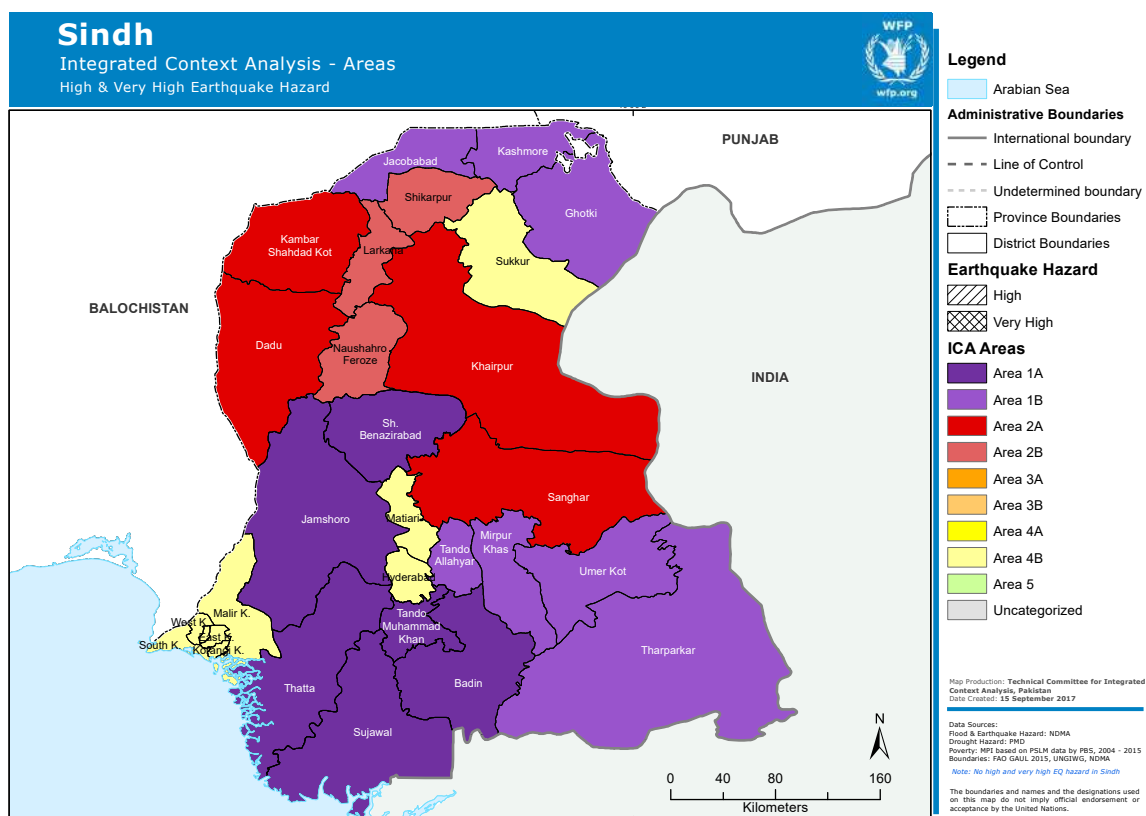 Sindh
Integrated Context Analysis - Areas
High & Very High Earthquake Hazard
WFP
wfp.org
PUNJAB
BALOCHISTAN
INDIA
Jacobabad
Kashmore
Shikarpur
Ghotki
Kambar
Shahdad Kot
Larkana
Sukkur
Dadu
Naushahro
Feroze
Khairpur
Sh.
Benazirabad
Sanghar
Jamshoro
Matiari
Mirpur
Khas
Tando
Allahyar
Umer Kot
Hyderabad
Malir K.
West K.
East K.
South K.
Korangi K.
Tando
Muhammad
Khan
Tharparkar
Thatta
Badin
Sujawal
N
0 40 80 160
Kilometers
Legend
Arabian Sea
Administrative Boundaries
International boundary
Line of Control
Undetermined boundary
Province Boundaries
District Boundaries
Earthquake Hazard
High
Very High
ICA Areas
Area 1A
Area 1B
Area 2A
Area 2B
Area 3A
Area 3B
Area 4A
Area 4B
Area 5
Uncategorized
Map Production: Technical Committee for Integrated
Context Analysis, Pakistan
Date Created: 15 September 2017
Data Sources:
Flood & Earthquake Hazard: NDMA
Drought Hazard: PMD
Poverty: MPI based on PSLM data by PBS, 2004 - 2015
Boundaries: FAO GAUL 2015, UNGIWG, NDMA
Note: No high and very high EQ hazard in Sindh
The boundaries and names and the designations used
on this map do not imply official endorsement or
acceptance by the United Nations.